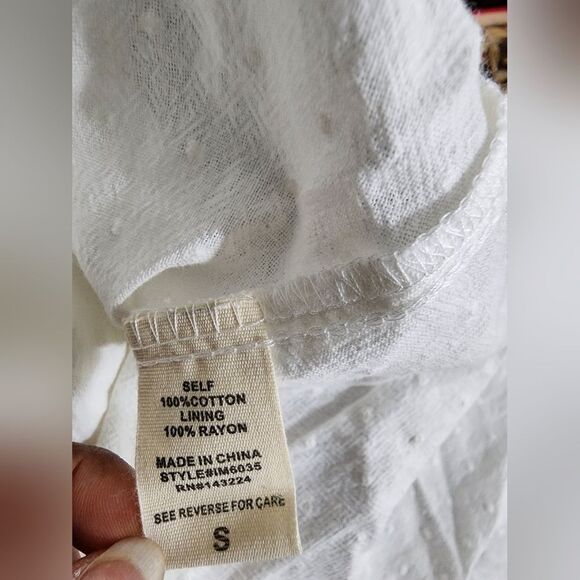 SELF
100%COTTON
LINING
100% RAYON
MADE IN CHINA
STYLE#IM6035
RN#143224
SEE REVERSE FOR CARE
S